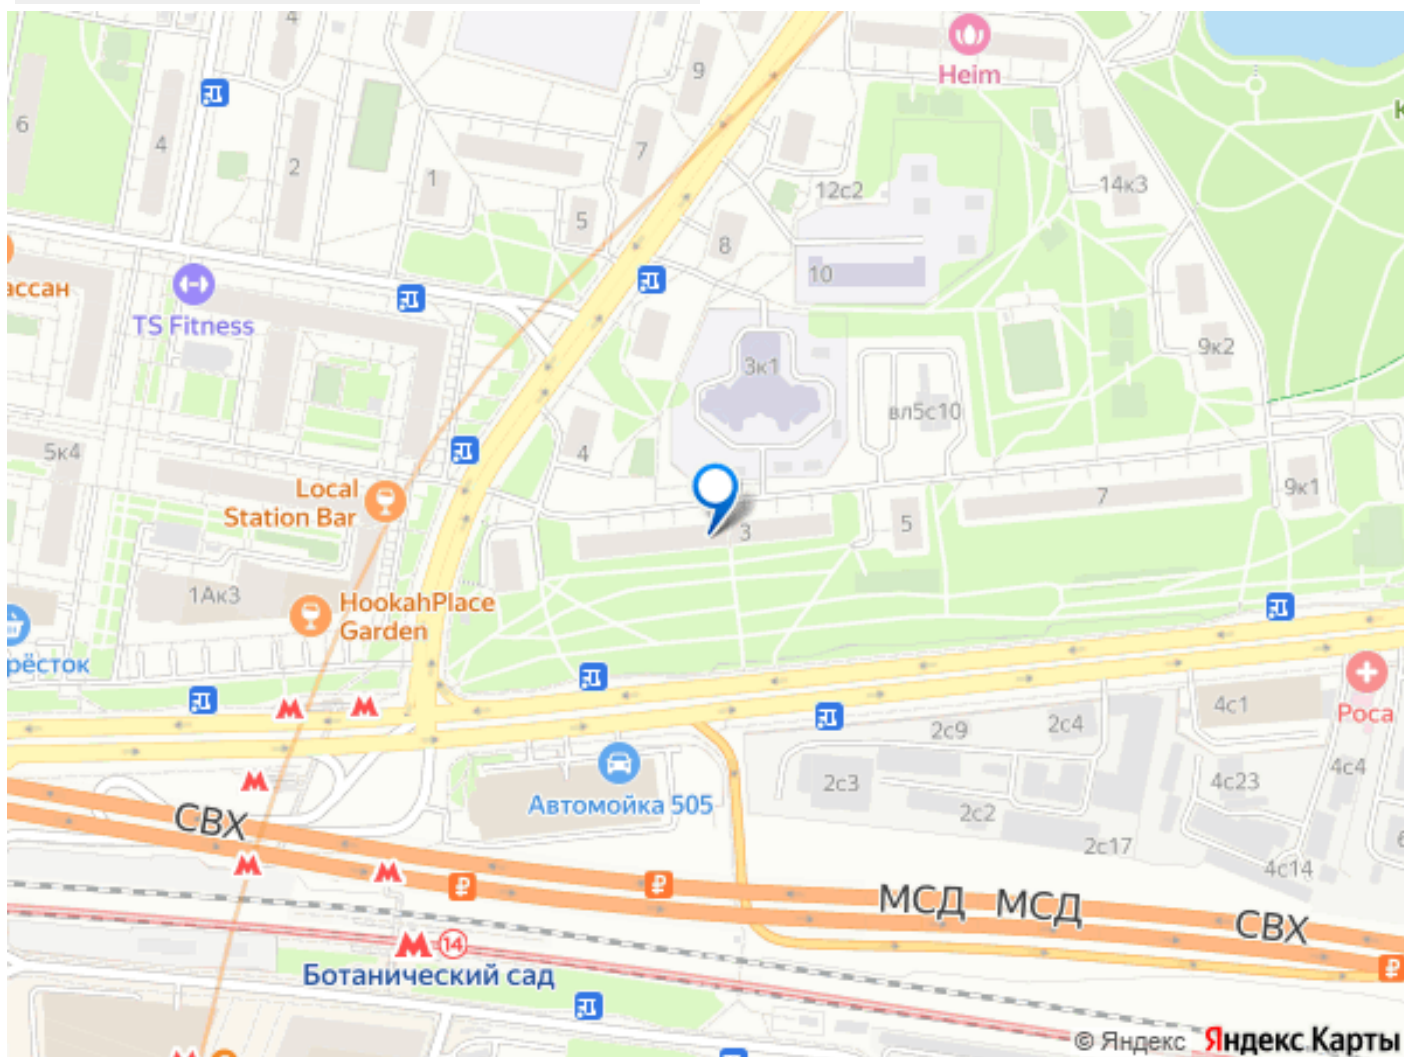 4
9
Heim
6
4
2
7
1
14к3
12с2
5
8
10
ассан
TS Fitness
9к2
3к1
вл5с10
5к4
4
Local
Station Bar
9к1
7
3
5
1Ак3
HookahPlace
Garden
рёсток
М
М
4с1
Роса
2с9
2с4
М
2с3
Автомойка 505
4с4
4с23
СВХ
2с2
2с17
М
М
4с14
6
₽
₽
МСД МСД
СВХ
М 14
Ботанический сад
₽
© Яндекс Яндекс Карты